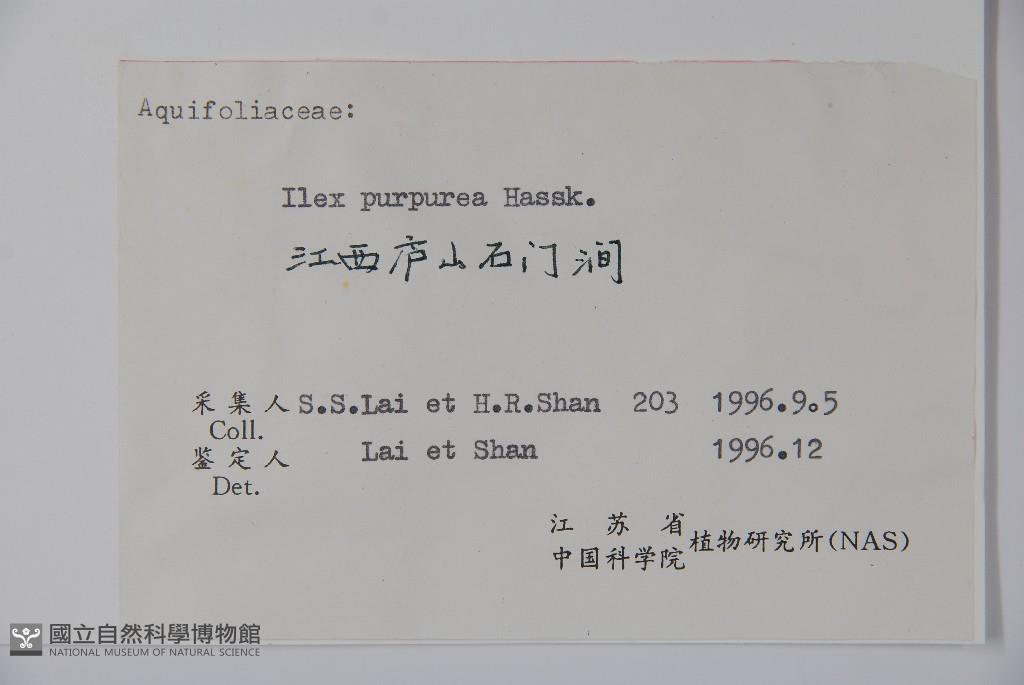 Aquifoliaceae:
Ilex purpurea Hassk.
江西庐山石门涧
采集人 S.S.Lai et H.R.Shan 203 1996.9.5
Coll.
鉴定人 Lai et Shan 1996.12
Det.
江苏省
中国科学院 植物研究所(NAS)
國立自然科學博物館
NATIONAL MUSEUM OF NATURAL SCIENCE